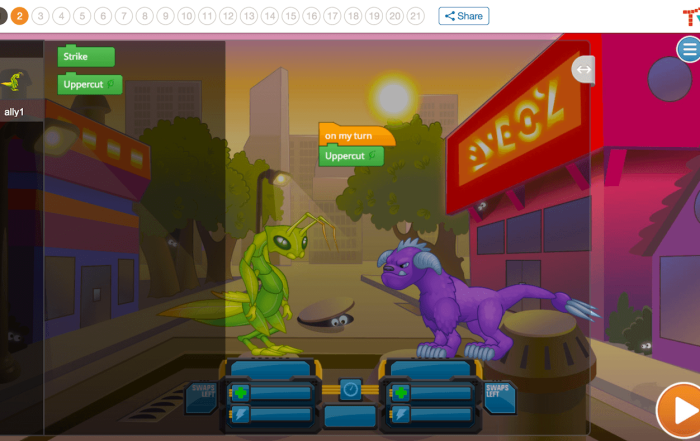 2 3 4 5 6 7 8 9 10 11 12 13 14 15 16 17 18 19 20 21 Share
Strike
Uppercut
ally1
on my turn
Uppercut
SWAPS
LEFT
SWAPS
LEFT